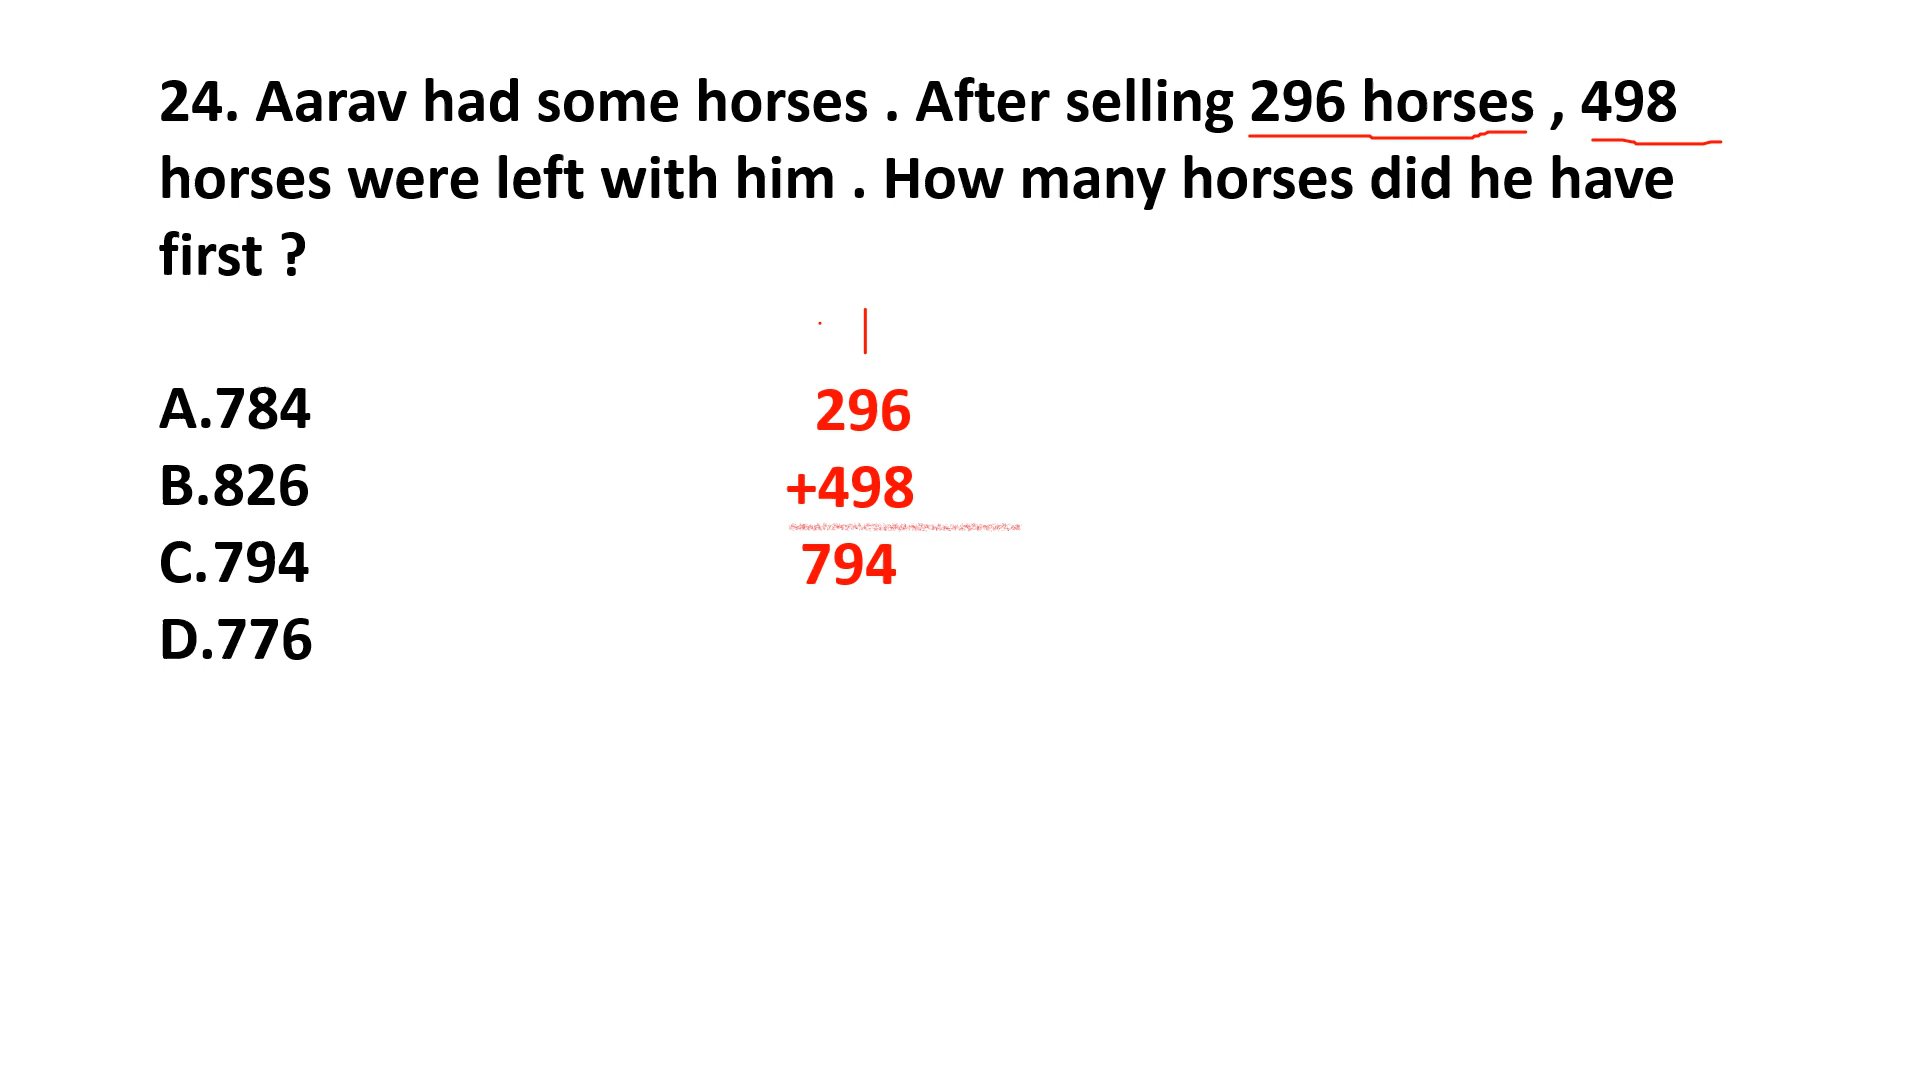 24. Aarav had some horses . After selling 296 horses , 498
horses were left with him . How many horses did he have
first ?
A.784
B.826
C.794
D.776
296
+498
794